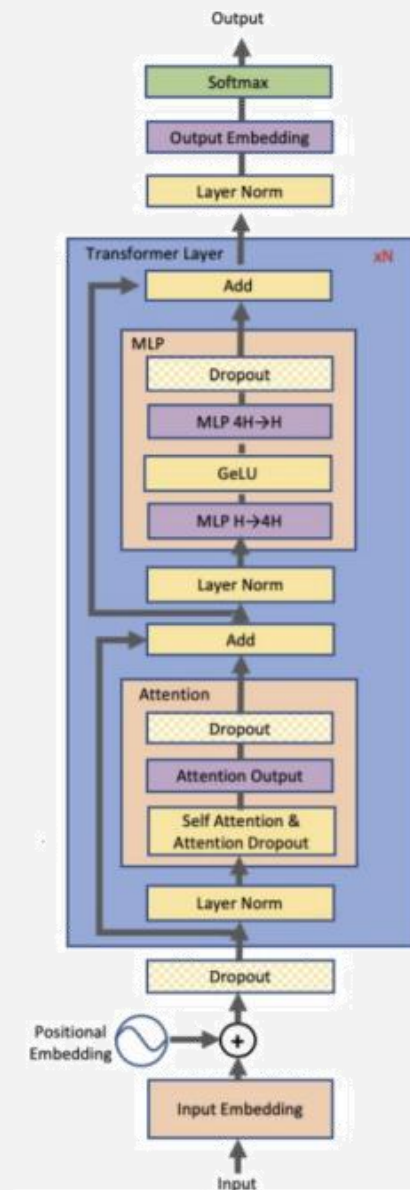 Output
Softmax
Output Embedding
Layer Norm
Transformer Layer
xN
Add
MLP
Dropout
MLP 4H→H
GeLU
MLP H→4H
Layer Norm
Add
Attention
Dropout
Attention Output
Self Attention &
Attention Dropout
Layer Norm
Dropout
Positional
Embedding
+
Input Embedding
Input